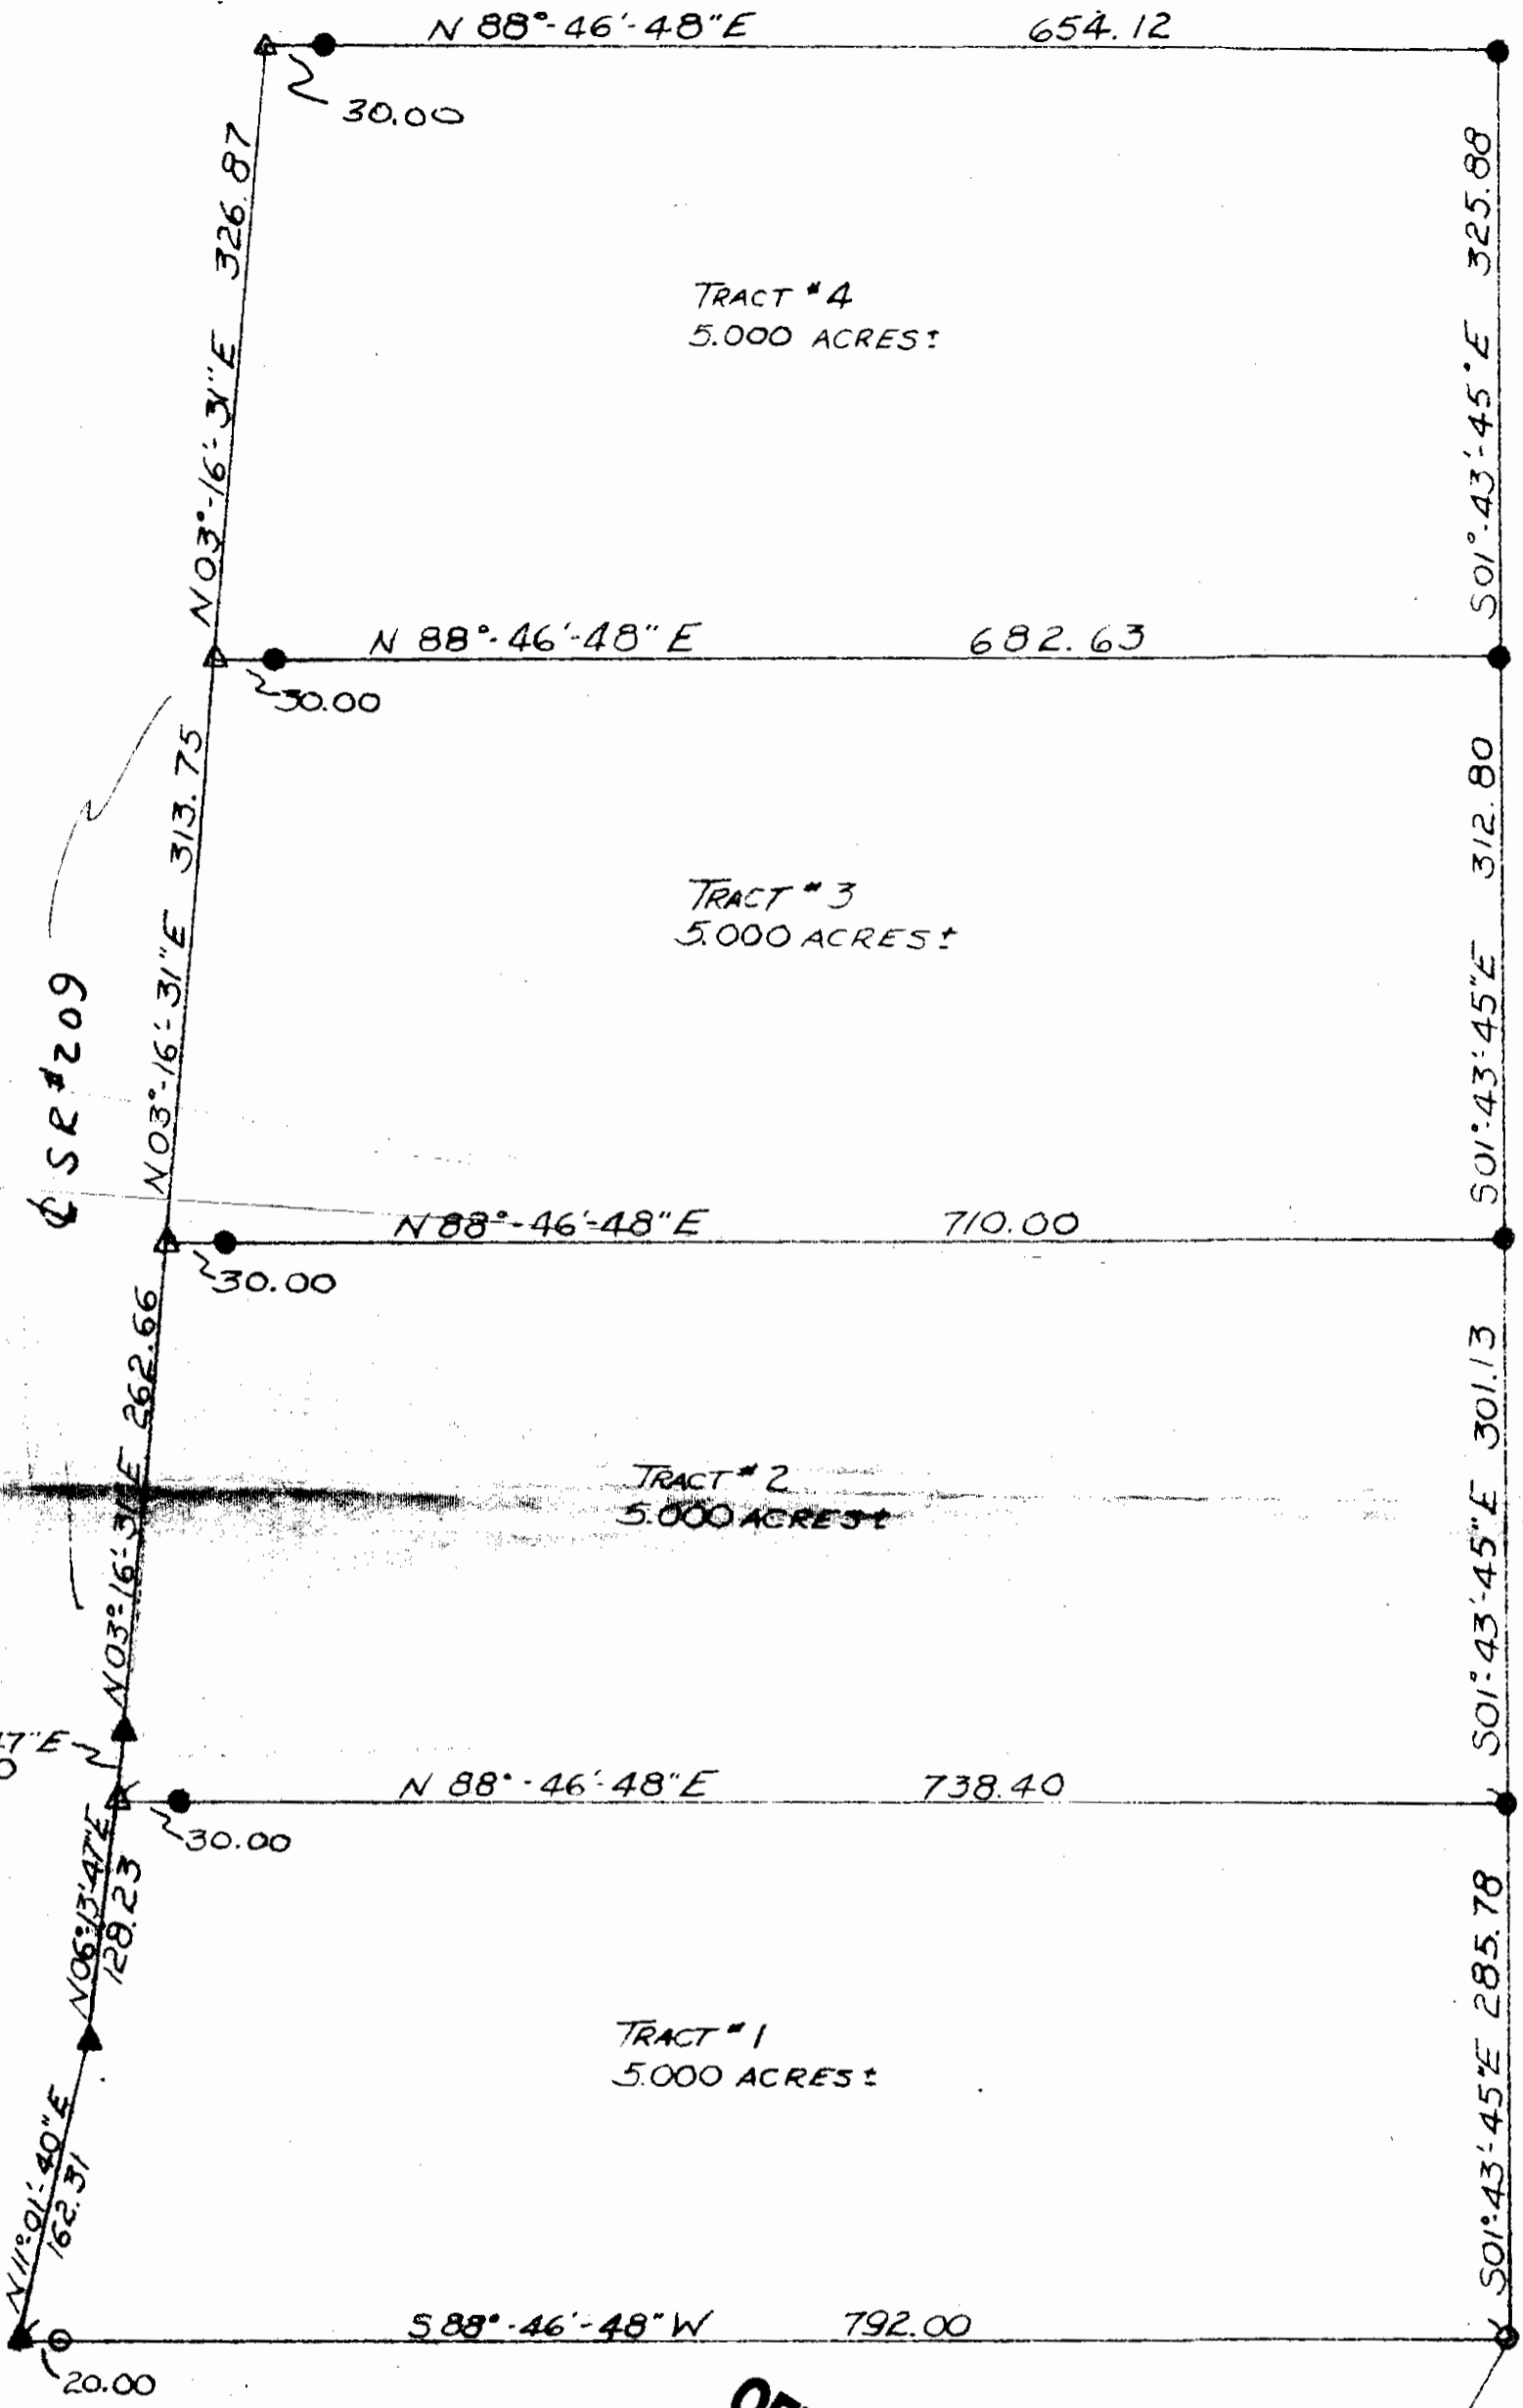 N 88°-46'-48"E 654.12
30.00
N03°-16'-31"E 326.87
S01°-43'-45"E 325.88
TRACT #4
5.000 ACRES±
N 88°-46'-48"E 682.63
30.00
N03°-16'-31"E 313.75
S01°-43'-45"E 312.80
TRACT #3
5.000 ACRES±
℄ SR #209
N 88°-46'-48"E 710.00
30.00
N03°-16'-31"E 262.66
S01°-43'-45"E 301.13
TRACT #2
5.000 ACRES±
47"E
N 88°-46'-48"E 738.40
30.00
N06°-13'-47"E
128.23
S01°-43'-45"E 285.78
TRACT #1
5.000 ACRES±
N11°-01'-40"E
162.31
S88°-46'-48"W 792.00
20.00